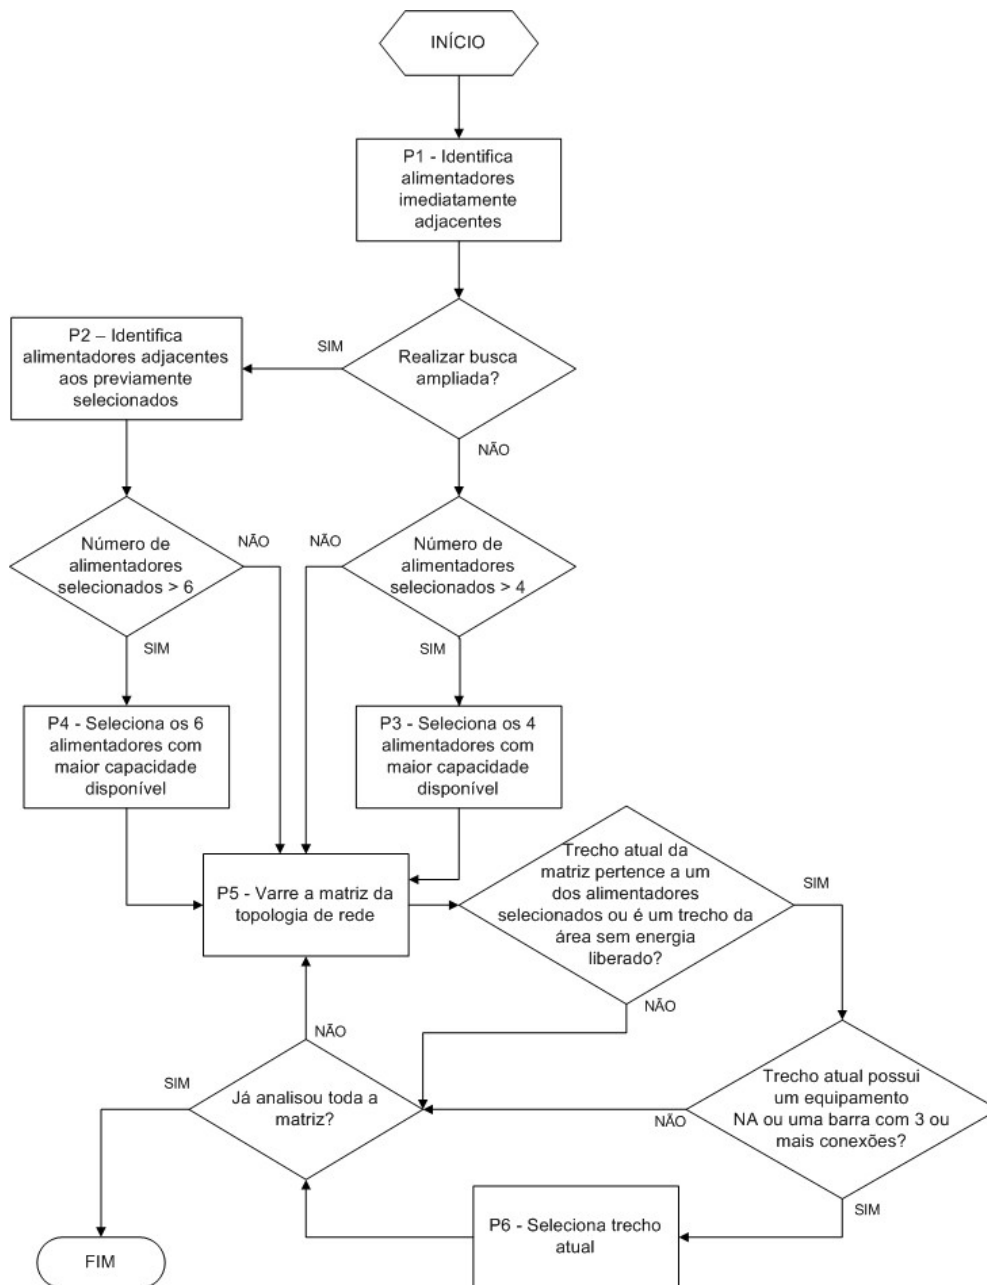 INÍCIO
P1 - Identifica
alimentadores
imediatamente
adjacentes
P2 – Identifica
alimentadores adjacentes
aos previamente
selecionados
SIM
Realizar busca
ampliada?
NÃO
Número de
alimentadores
selecionados > 6
NÃO
NÃO
Número de
alimentadores
selecionados > 4
SIM
SIM
P4 - Seleciona os 6
alimentadores com
maior capacidade
disponível
P3 - Seleciona os 4
alimentadores com
maior capacidade
disponível
P5 - Varre a matriz da
topologia de rede
Trecho atual da
matriz pertence a um
dos alimentadores
selecionados ou é um trecho da
área sem energia
liberado?
SIM
NÃO
NÃO
SIM
Já analisou toda a
matriz?
NÃO
Trecho atual possui
um equipamento
NA ou uma barra com 3 ou
mais conexões?
SIM
P6 - Seleciona trecho
atual
FIM